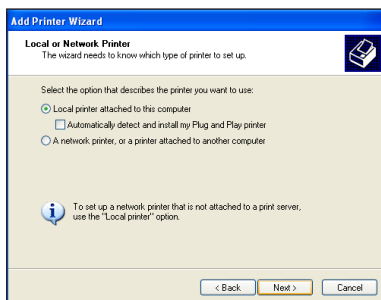 Add Printer Wizard
Local or Network Printer
The wizard needs to know which type of printer to set up.
Select the option that describes the printer you want to use:
Local printer attached to this computer
Automatically detect and install my Plug and Play printer
A network printer, or a printer attached to another computer
To set up a network printer that is not attached to a print server,
use the "Local printer" option.
< Back
Next >
Cancel